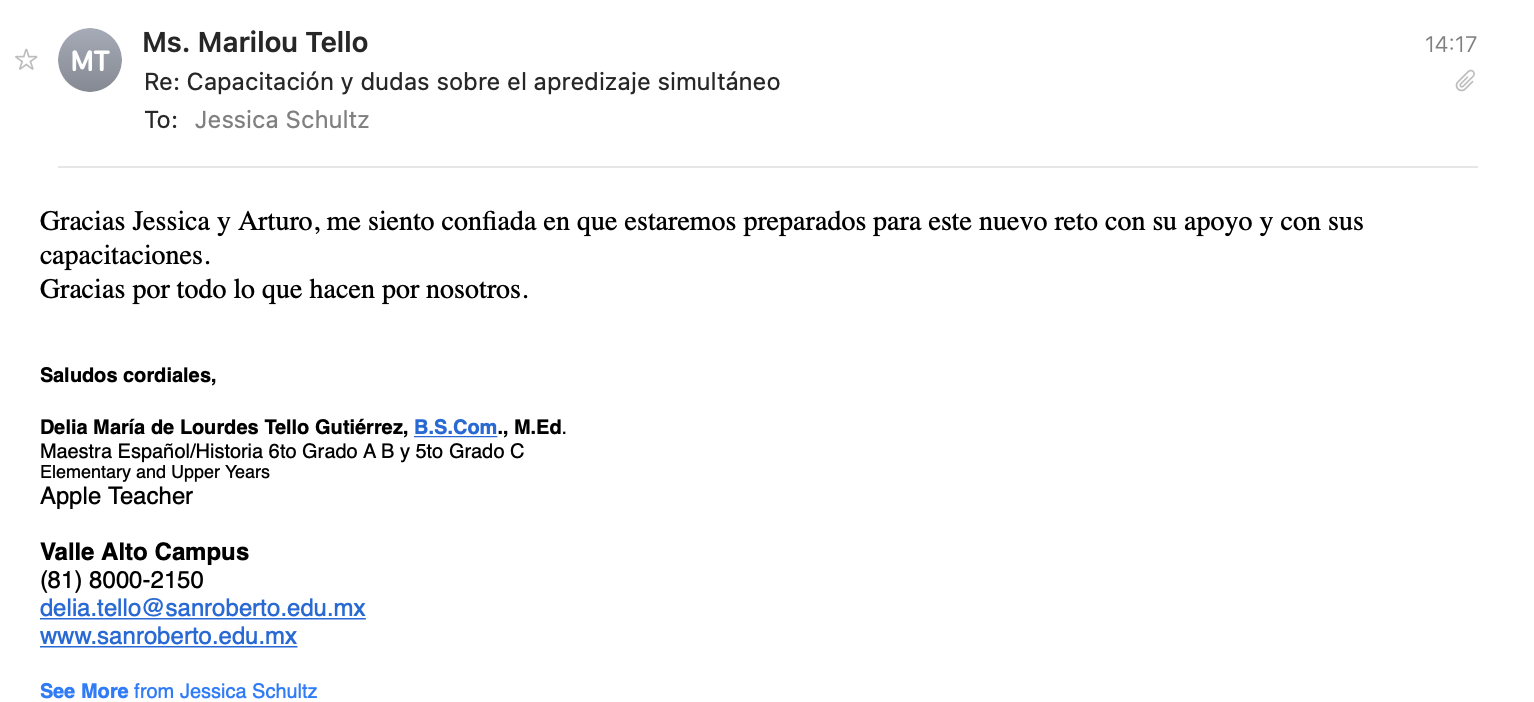 Ms. Marilou Tello
14:17
MT
Re: Capacitación y dudas sobre el apredizaje simultáneo
To: Jessica Schultz
Gracias Jessica y Arturo, me siento confiada en que estaremos preparados para este nuevo reto con su apoyo y con sus
capacitaciones.
Gracias por todo lo que hacen por nosotros.
Saludos cordiales,
Delia María de Lourdes Tello Gutiérrez, B.S.Com., M.Ed.
Maestra Español/Historia 6to Grado A B y 5to Grado C
Elementary and Upper Years
Apple Teacher
Valle Alto Campus
(81) 8000-2150
delia.tello@sanroberto.edu.mx
www.sanroberto.edu.mx
See More from Jessica Schultz